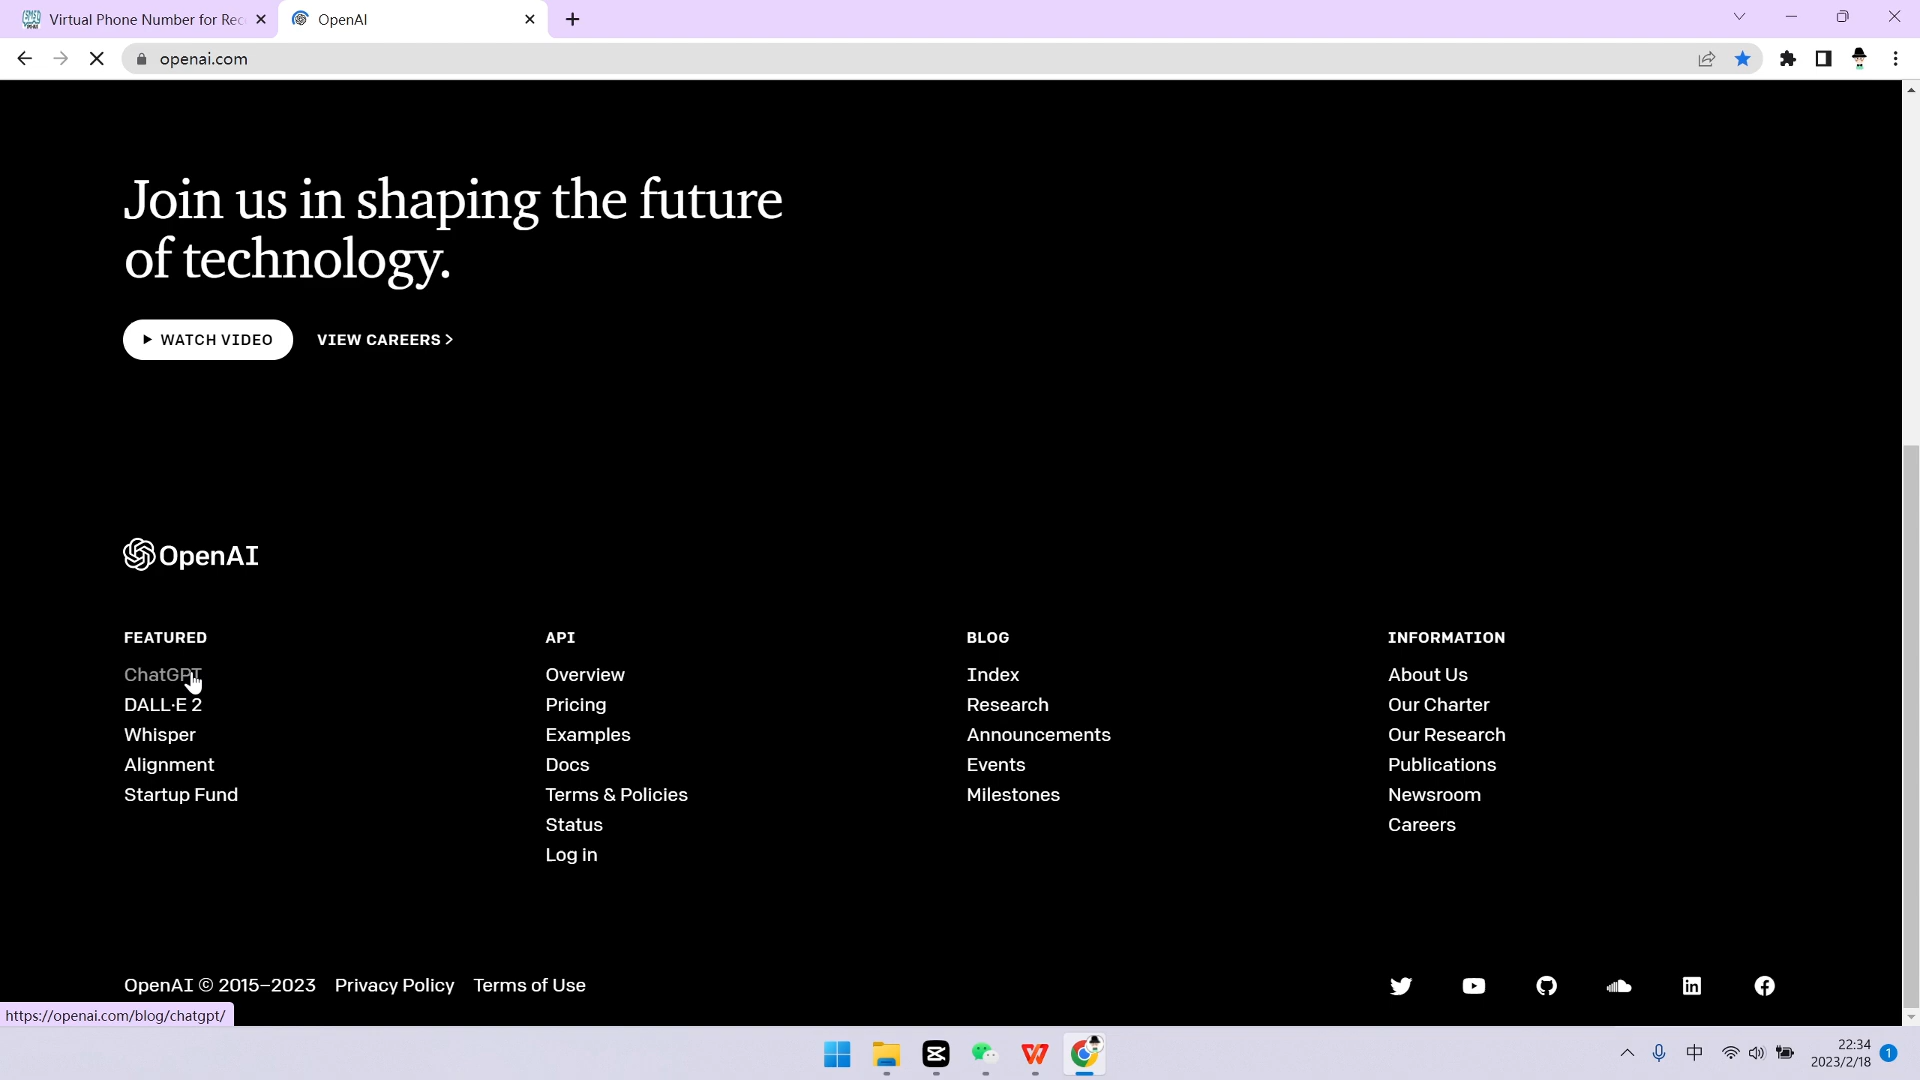 Virtual Phone Number for Rec
OpenAI
openai.com
Join us in shaping the future
of technology.
WATCH VIDEO
VIEW CAREERS >
OpenAI
FEATURED
ChatGPT
DALL·E 2
Whisper
Alignment
Startup Fund
API
Overview
Pricing
Examples
Docs
Terms & Policies
Status
Log in
BLOG
Index
Research
Announcements
Events
Milestones
INFORMATION
About Us
Our Charter
Our Research
Publications
Newsroom
Careers
OpenAI © 2015–2023 Privacy Policy Terms of Use
https://openai.com/blog/chatgpt/
中
22:34
2023/2/18
1